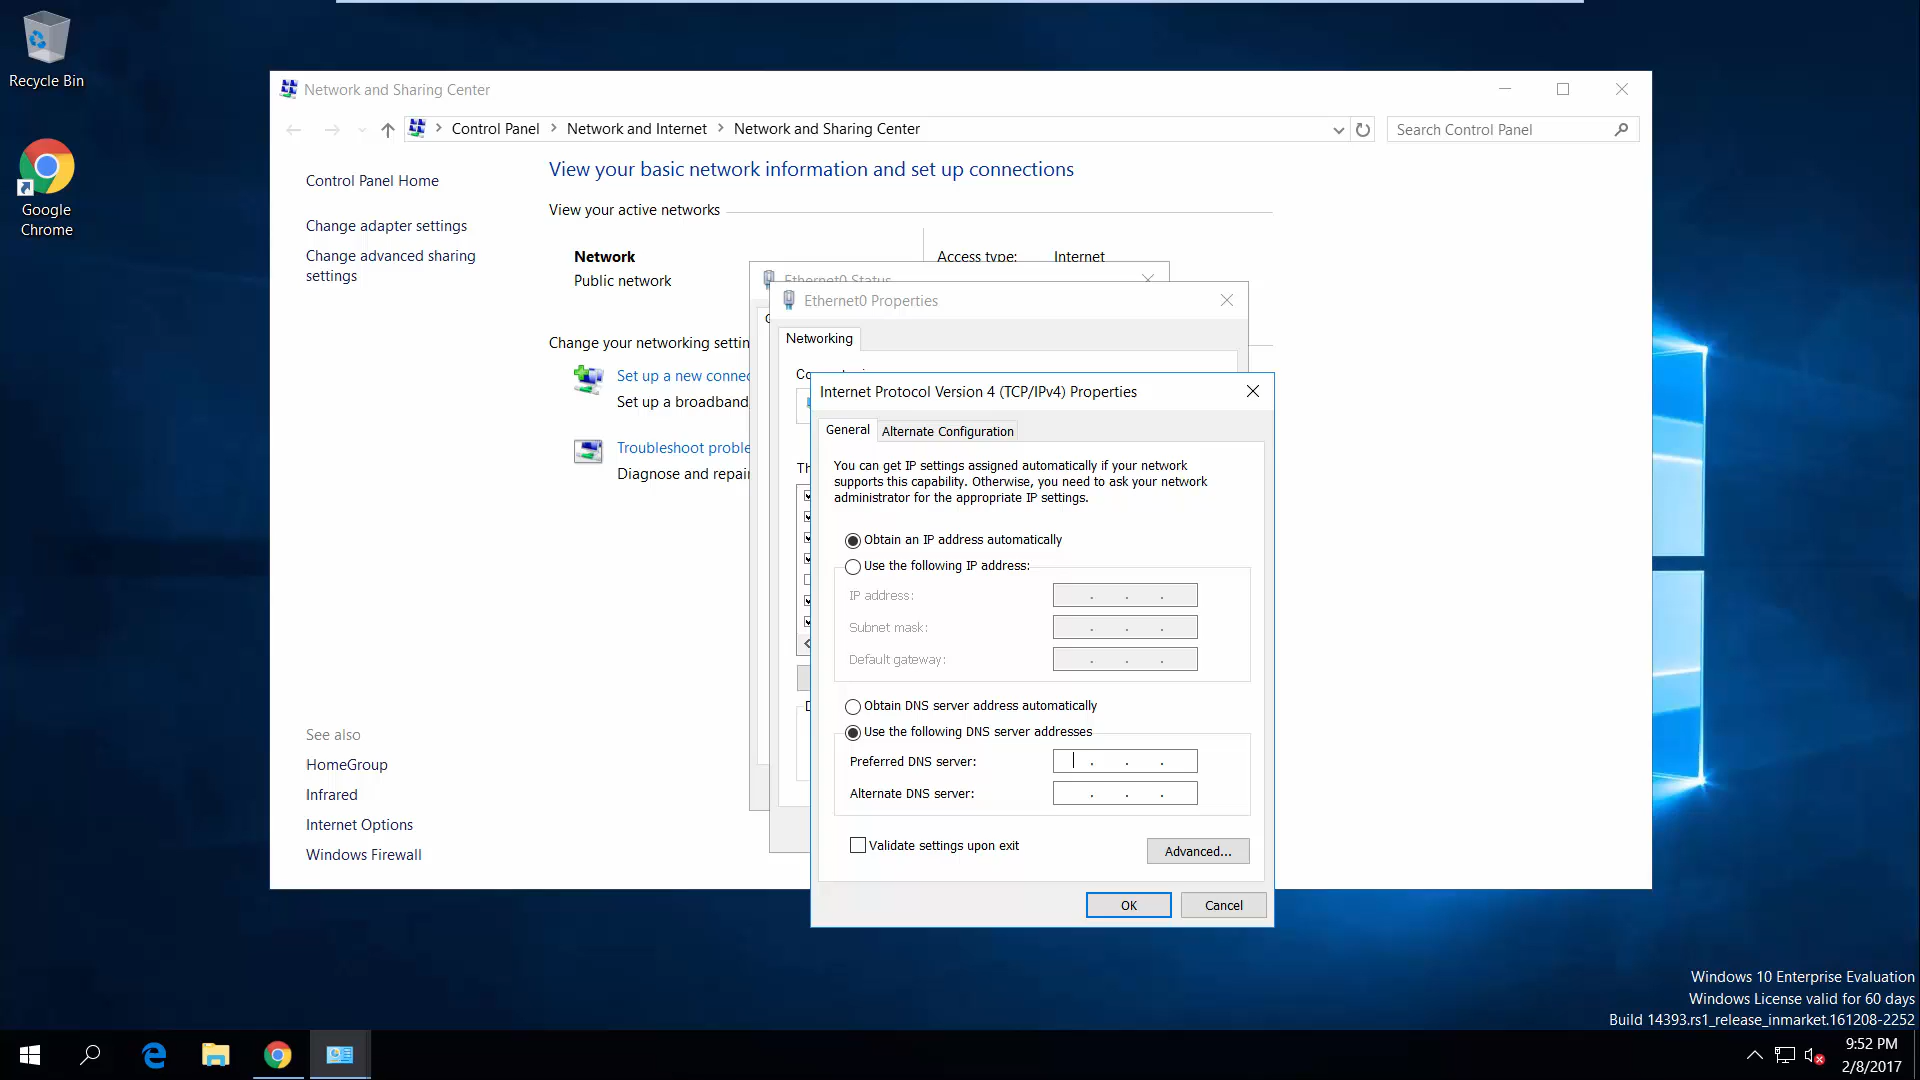 Recycle Bin
Google
Chrome
Network and Sharing Center
Control Panel
Network and Internet
Network and Sharing Center
Search Control Panel
Control Panel Home
Change adapter settings
Change advanced sharing
settings
See also
HomeGroup
Infrared
Internet Options
Windows Firewall
View your basic network information and set up connections
View your active networks
Network
Public network
Access type:
Internet
Change your networking settin
Set up a new connec
Set up a broadband
Troubleshoot proble
Diagnose and repair
Ethernet0 Status
Ethernet0 Properties
Networking
Internet Protocol Version 4 (TCP/IPv4) Properties
General
Alternate Configuration
You can get IP settings assigned automatically if your network
supports this capability. Otherwise, you need to ask your network
administrator for the appropriate IP settings.
Obtain an IP address automatically
Use the following IP address:
IP address:
Subnet mask:
Default gateway:
Obtain DNS server address automatically
Use the following DNS server addresses
Preferred DNS server:
Alternate DNS server:
Validate settings upon exit
Advanced...
OK
Cancel
Windows 10 Enterprise Evaluation
Windows License valid for 60 days
Build 14393.rs1_release_inmarket.161208-2252
9:52 PM
2/8/2017